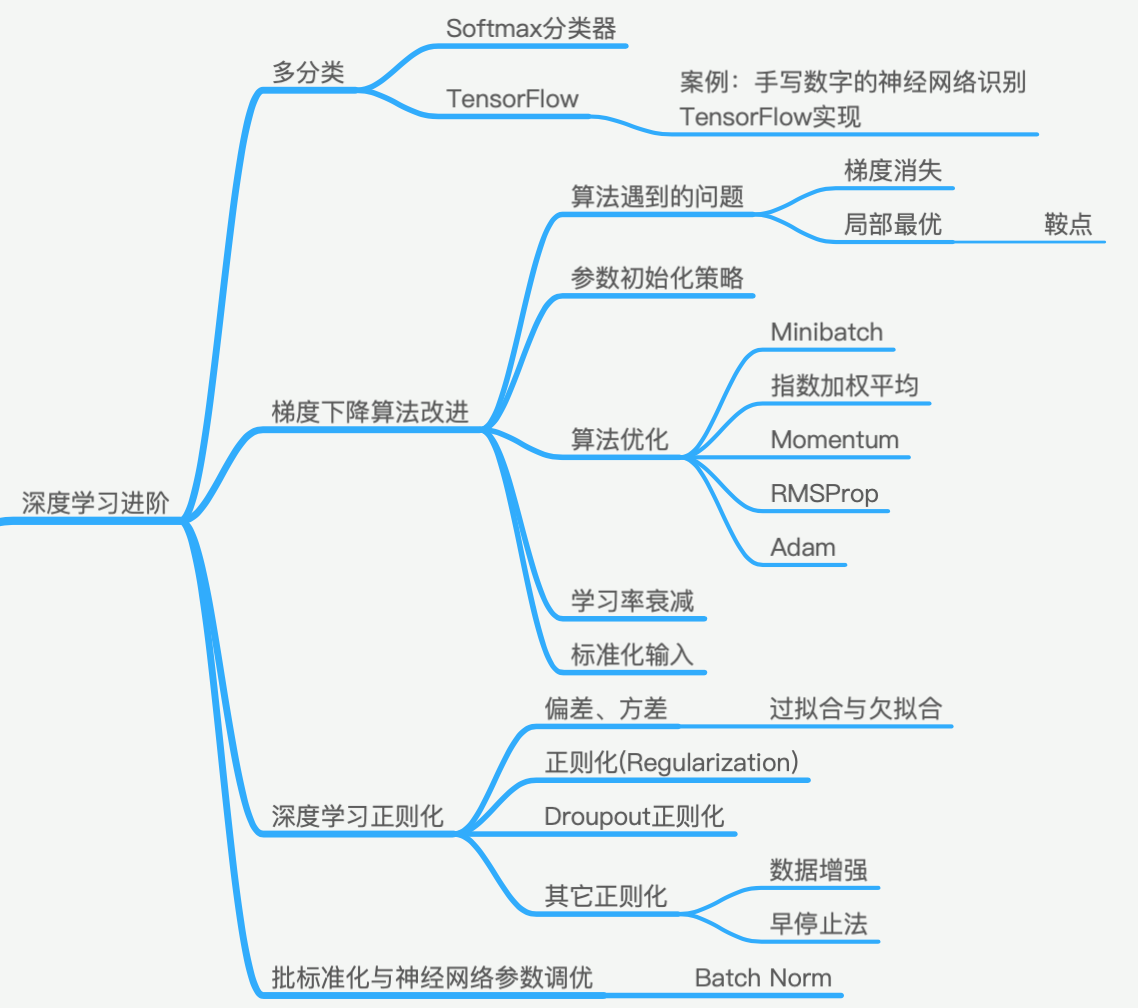 Softmax分类器
多分类
TensorFlow
案例：手写数字的神经网络识别
TensorFlow实现
梯度消失
算法遇到的问题
局部最优
鞍点
参数初始化策略
Minibatch
指数加权平均
梯度下降算法改进
算法优化
Momentum
RMSProp
深度学习进阶
Adam
学习率衰减
标准化输入
偏差、方差
过拟合与欠拟合
正则化(Regularization)
深度学习正则化
Droupout正则化
数据增强
其它正则化
早停止法
批标准化与神经网络参数调优
Batch Norm